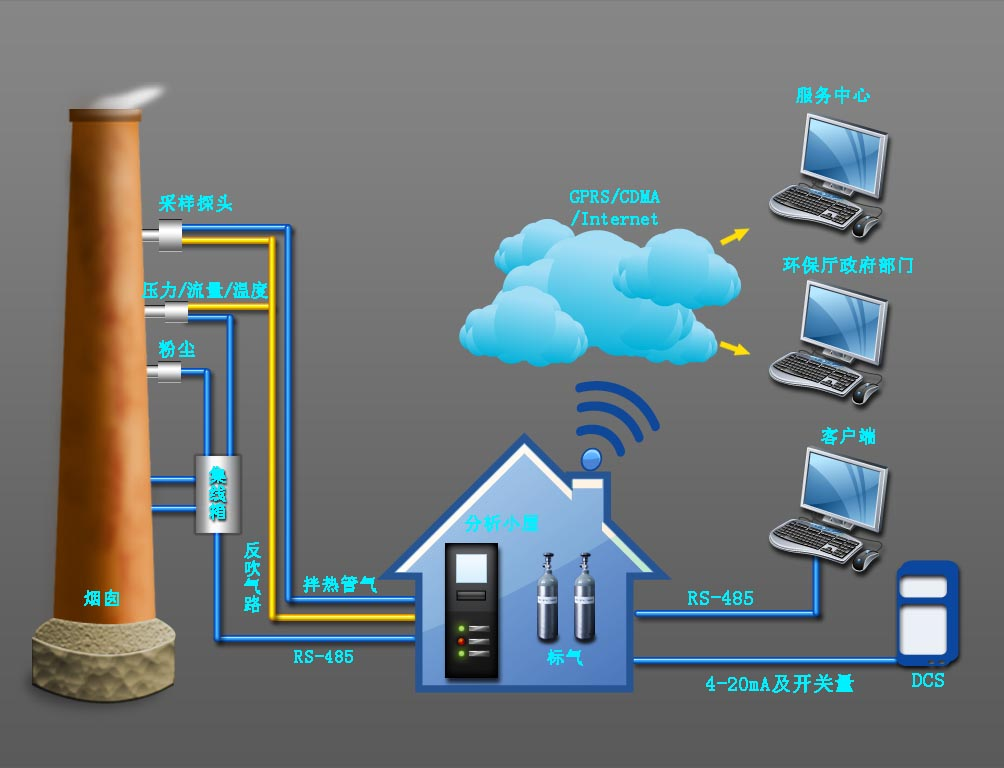 服务中心
采样探头
GPRS/CDMA
/Internet
环保厅政府部门
压力/流量/温度
粉尘
客户端
集线箱
分析小屋
反吹气路
拌热管气
烟囱
RS-485
RS-485
标气
4-20mA及开关量
DCS